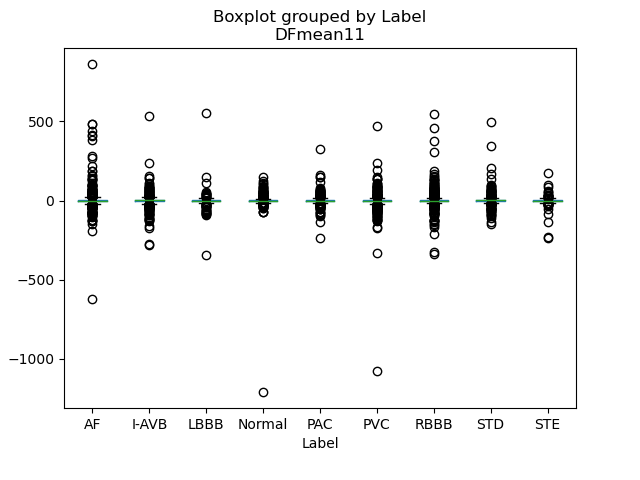 Boxplot grouped by Label
DFmean11
500
0
−500
−1000
AF I-AVB LBBB Normal PAC PVC RBBB STD STE
Label